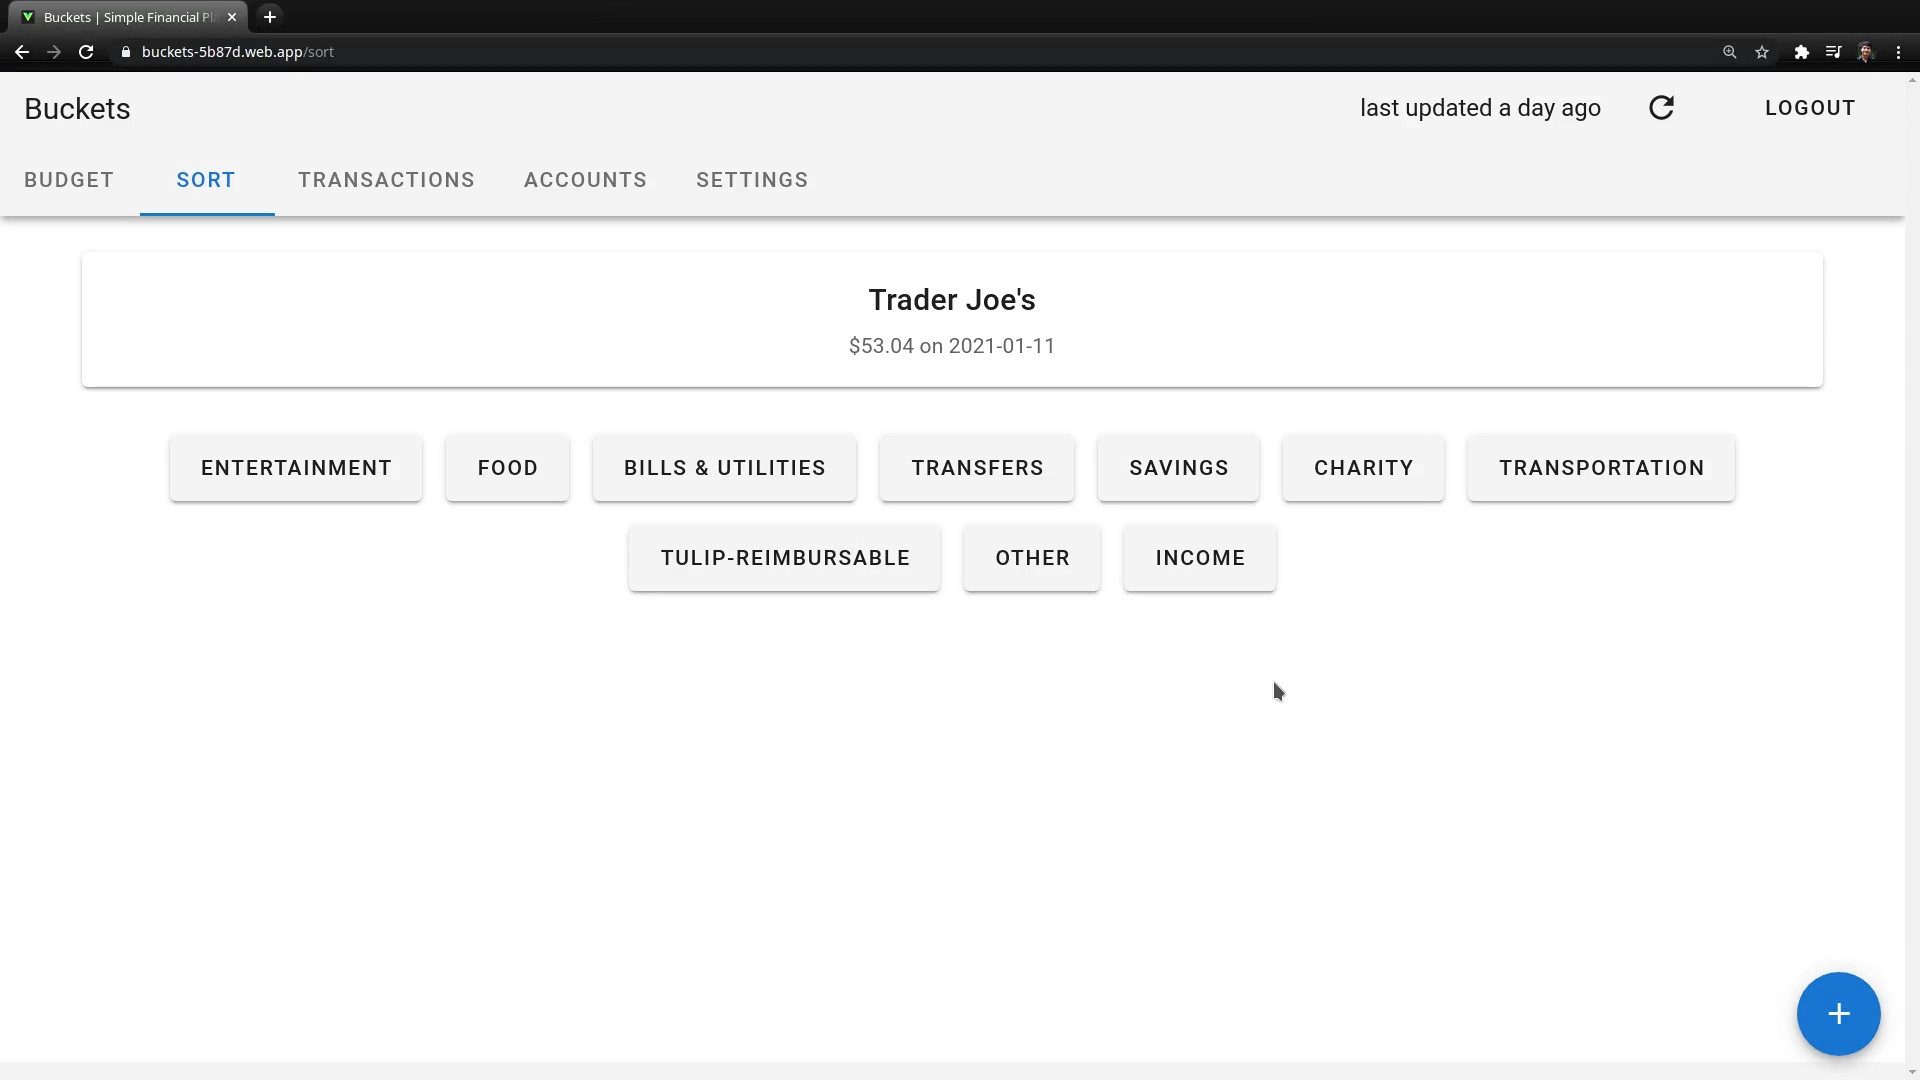 Buckets | Simple Financial Pl
buckets-5b87d.web.app/sort
Buckets
last updated a day ago
LOGOUT
BUDGET SORT TRANSACTIONS ACCOUNTS SETTINGS
Trader Joe's
$53.04 on 2021-01-11
ENTERTAINMENT FOOD BILLS & UTILITIES TRANSFERS SAVINGS CHARITY TRANSPORTATION
TULIP-REIMBURSABLE OTHER INCOME